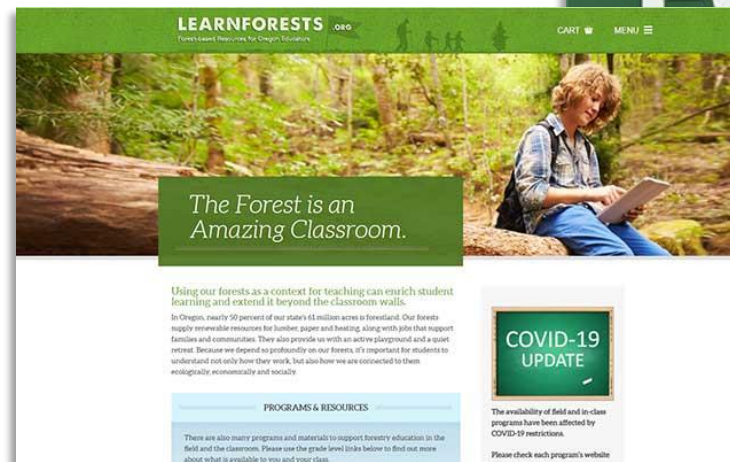 LEARNFORESTS .ORG
Forest-based Resources for Oregon Educators
CART
MENU
The Forest is an
Amazing Classroom.
Using our forests as a context for teaching can enrich student
learning and extend it beyond the classroom walls.
In Oregon, nearly 50 percent of our state's 61 million acres is forestland. Our forests
supply renewable resources for lumber, paper and heating, along with jobs that support
families and communities. They also provide us with an active playground and a quiet
retreat. Because we depend so profoundly on our forests, it's important for students to
understand not only how they work, but also how we are connected to them
ecologically, economically and socially.
PROGRAMS & RESOURCES
There are also many programs and materials to support forestry education in the
field and the classroom. Please use the grade level links below to find out more
about what is available to you and your class.
COVID-19
UPDATE
The availability of field and in-class
programs have been affected by
COVID-19 restrictions.
Please check each program's website